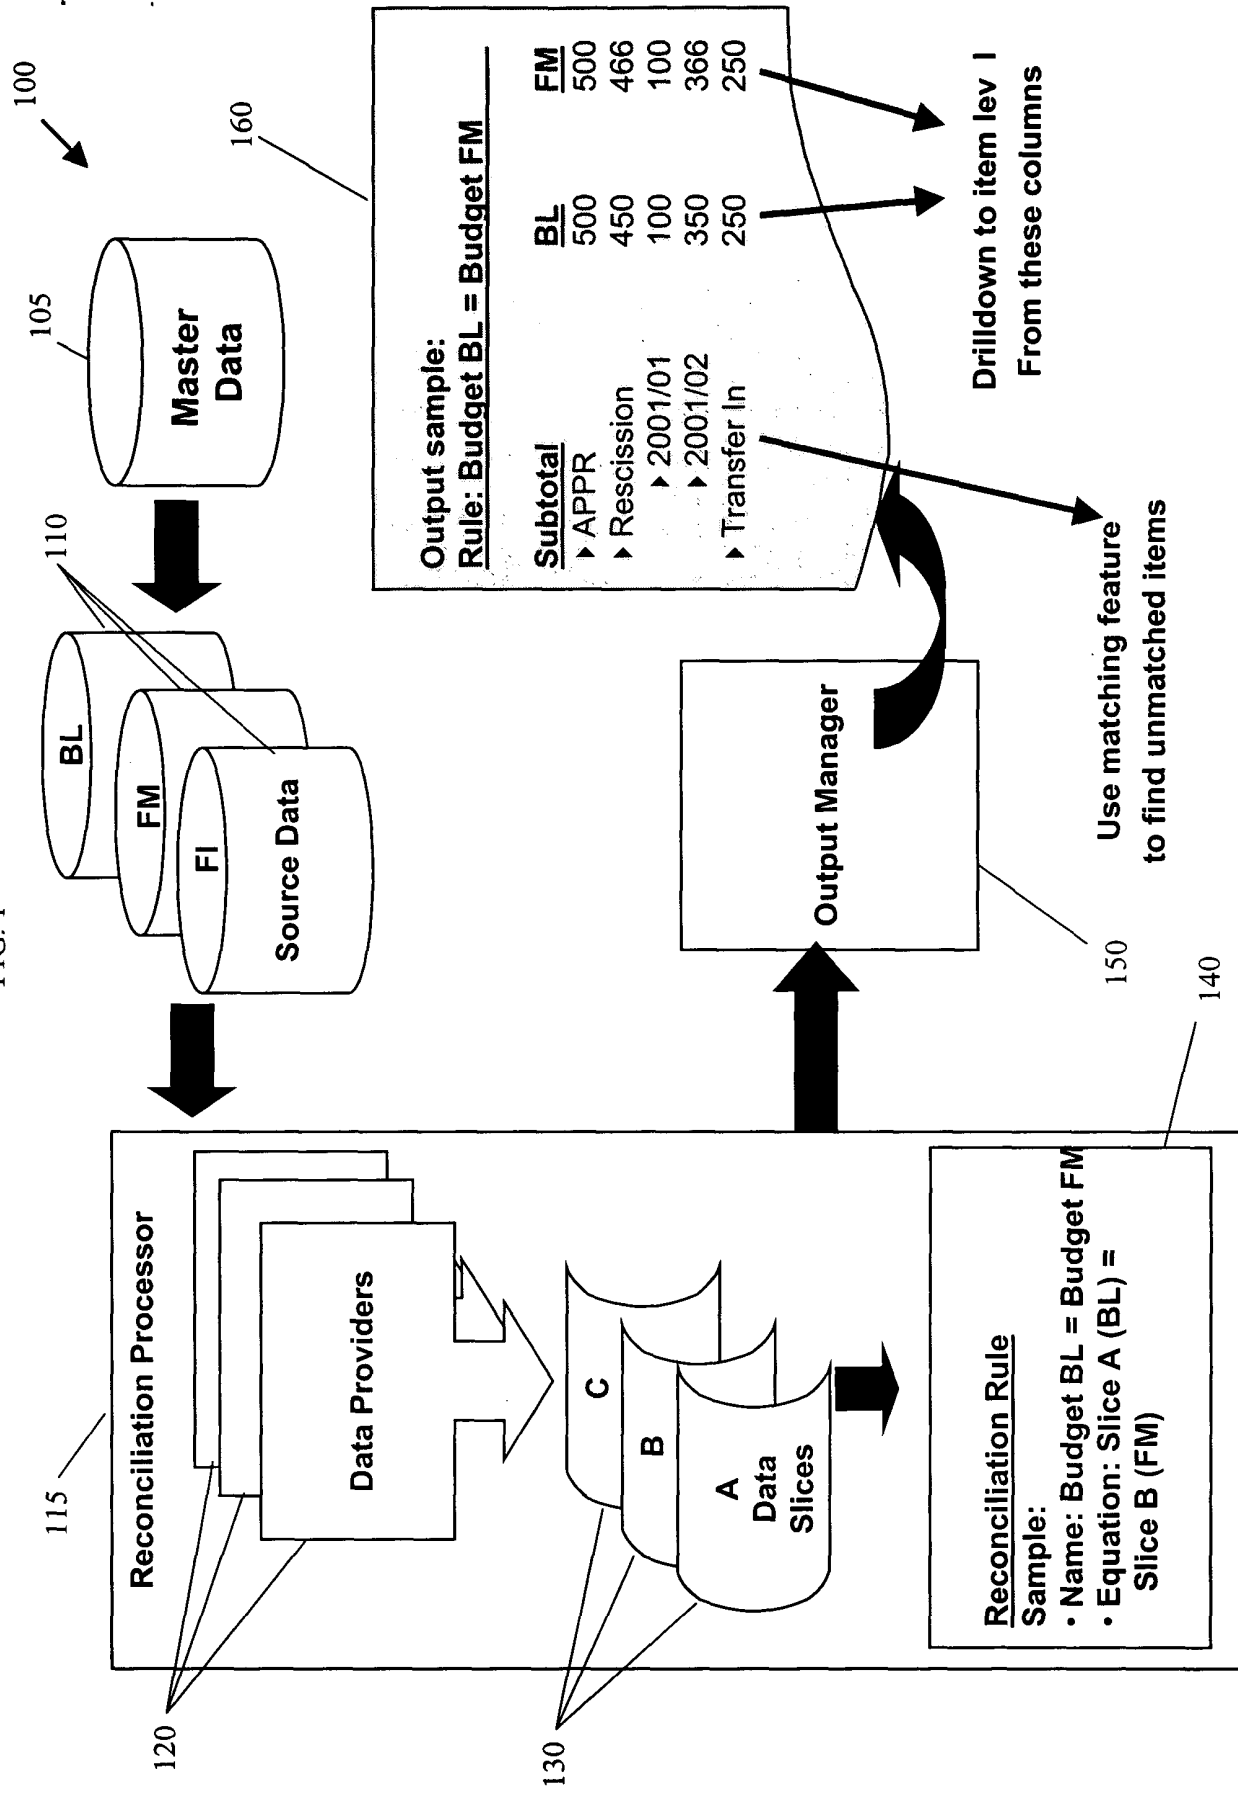 FIG. 1
100
105
Master
Data
110
BL
FM
FI
Source Data
115
Reconciliation Processor
120
Data Providers
130
C
B
A
Data
Slices
Reconciliation Rule
Sample:
• Name: Budget BL = Budget FM
• Equation: Slice A (BL) =
Slice B (FM)
140
Output Manager
150
160
Output sample:
Rule: Budget BL = Budget FM
Subtotal BL FM
▸ APPR 500 500
▸ Rescission 450 466
▸ 2001/01 100 100
▸ 2001/02 350 366
▸ Transfer In 250 250
Drilldown to item lev l
From these columns
Use matching feature
to find unmatched items